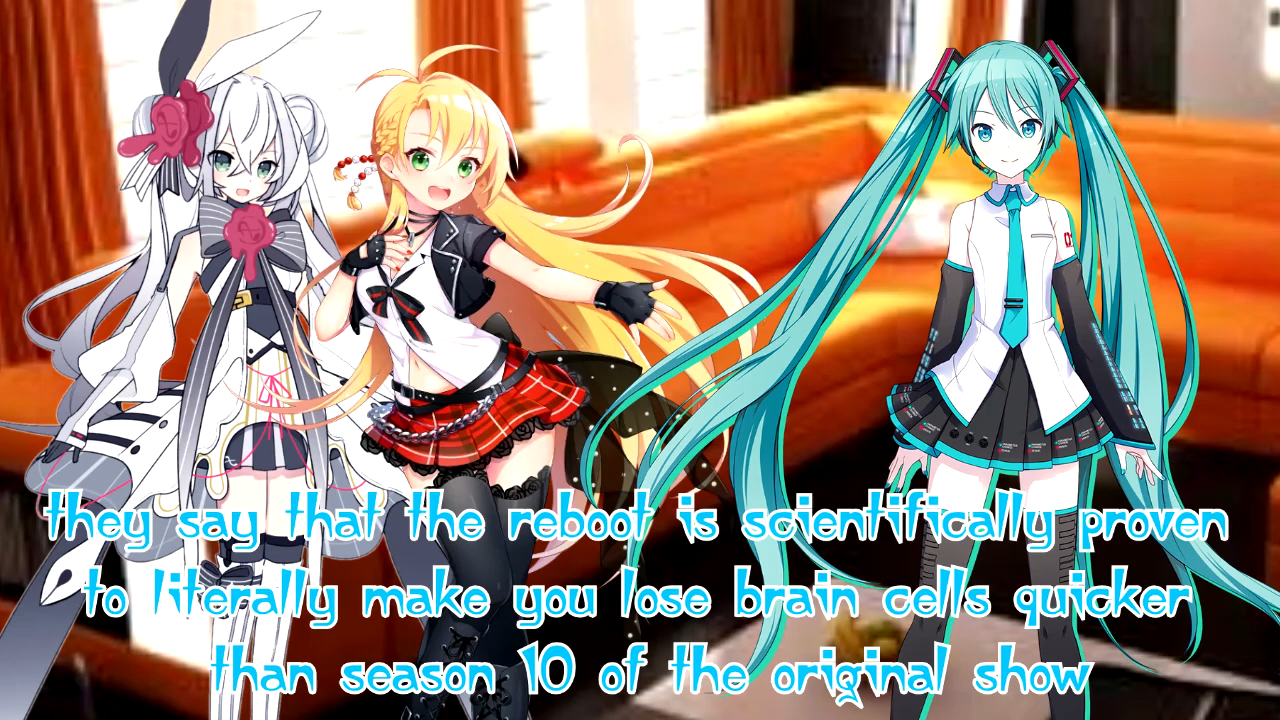 they say that the reboot is scientifically proven
to literally make you lose brain cells quicker
than season 10 of the original show